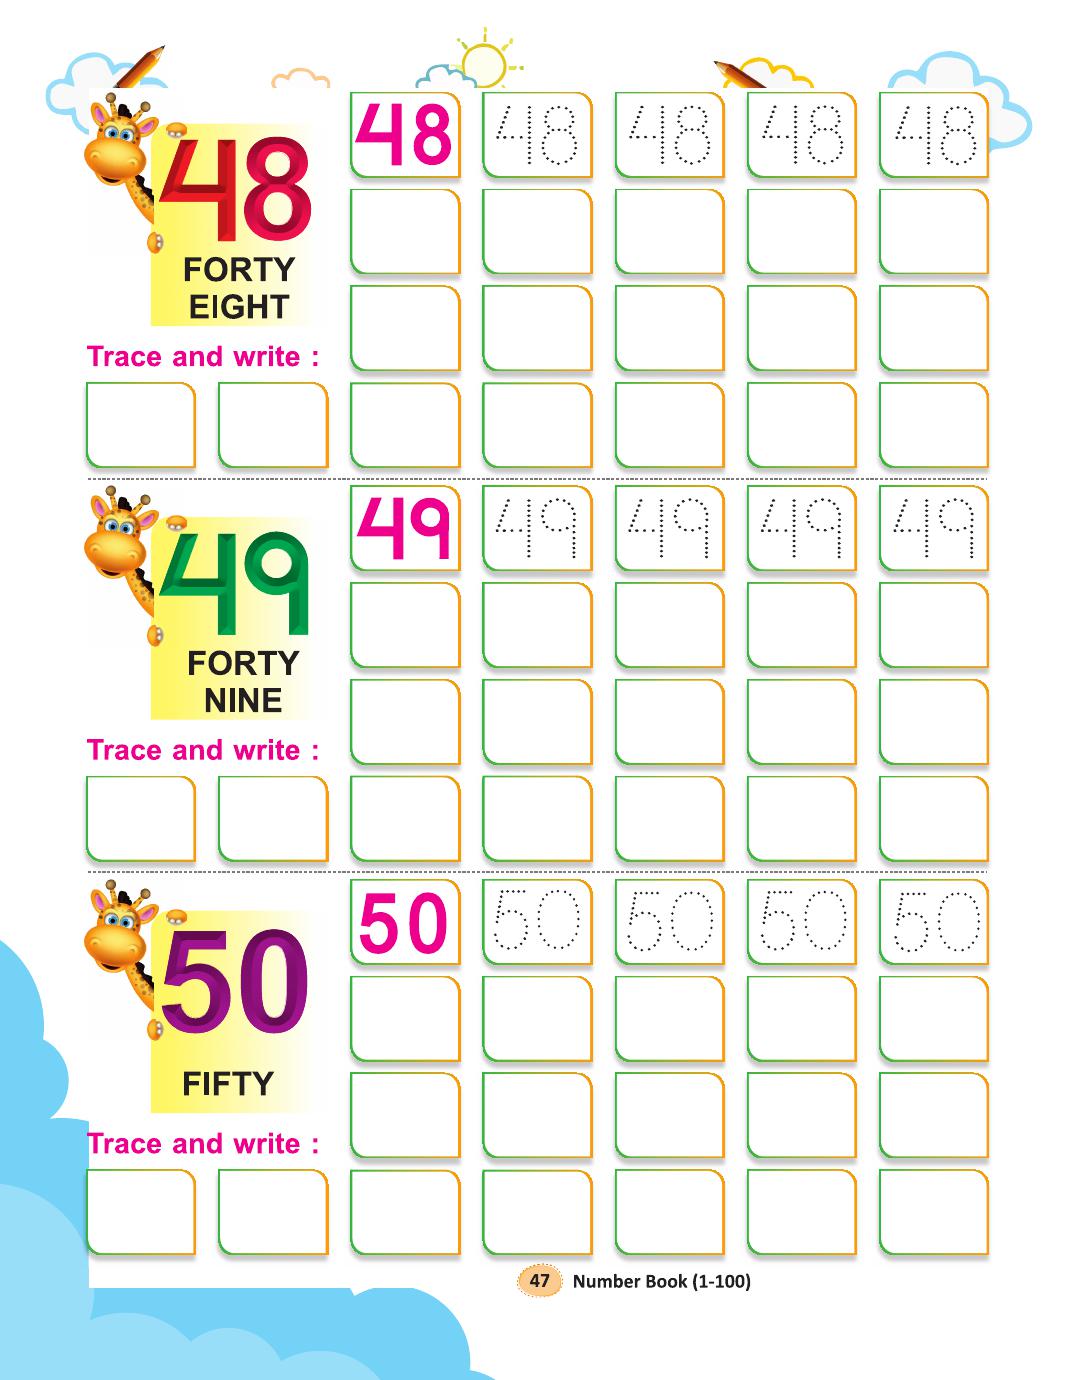 48
FORTY
EIGHT
48 48 48 48 48
Trace and write :
49
FORTY
NINE
49 49 49 49 49
Trace and write :
50
FIFTY
50 50 50 50 50
Trace and write :
47 Number Book (1-100)